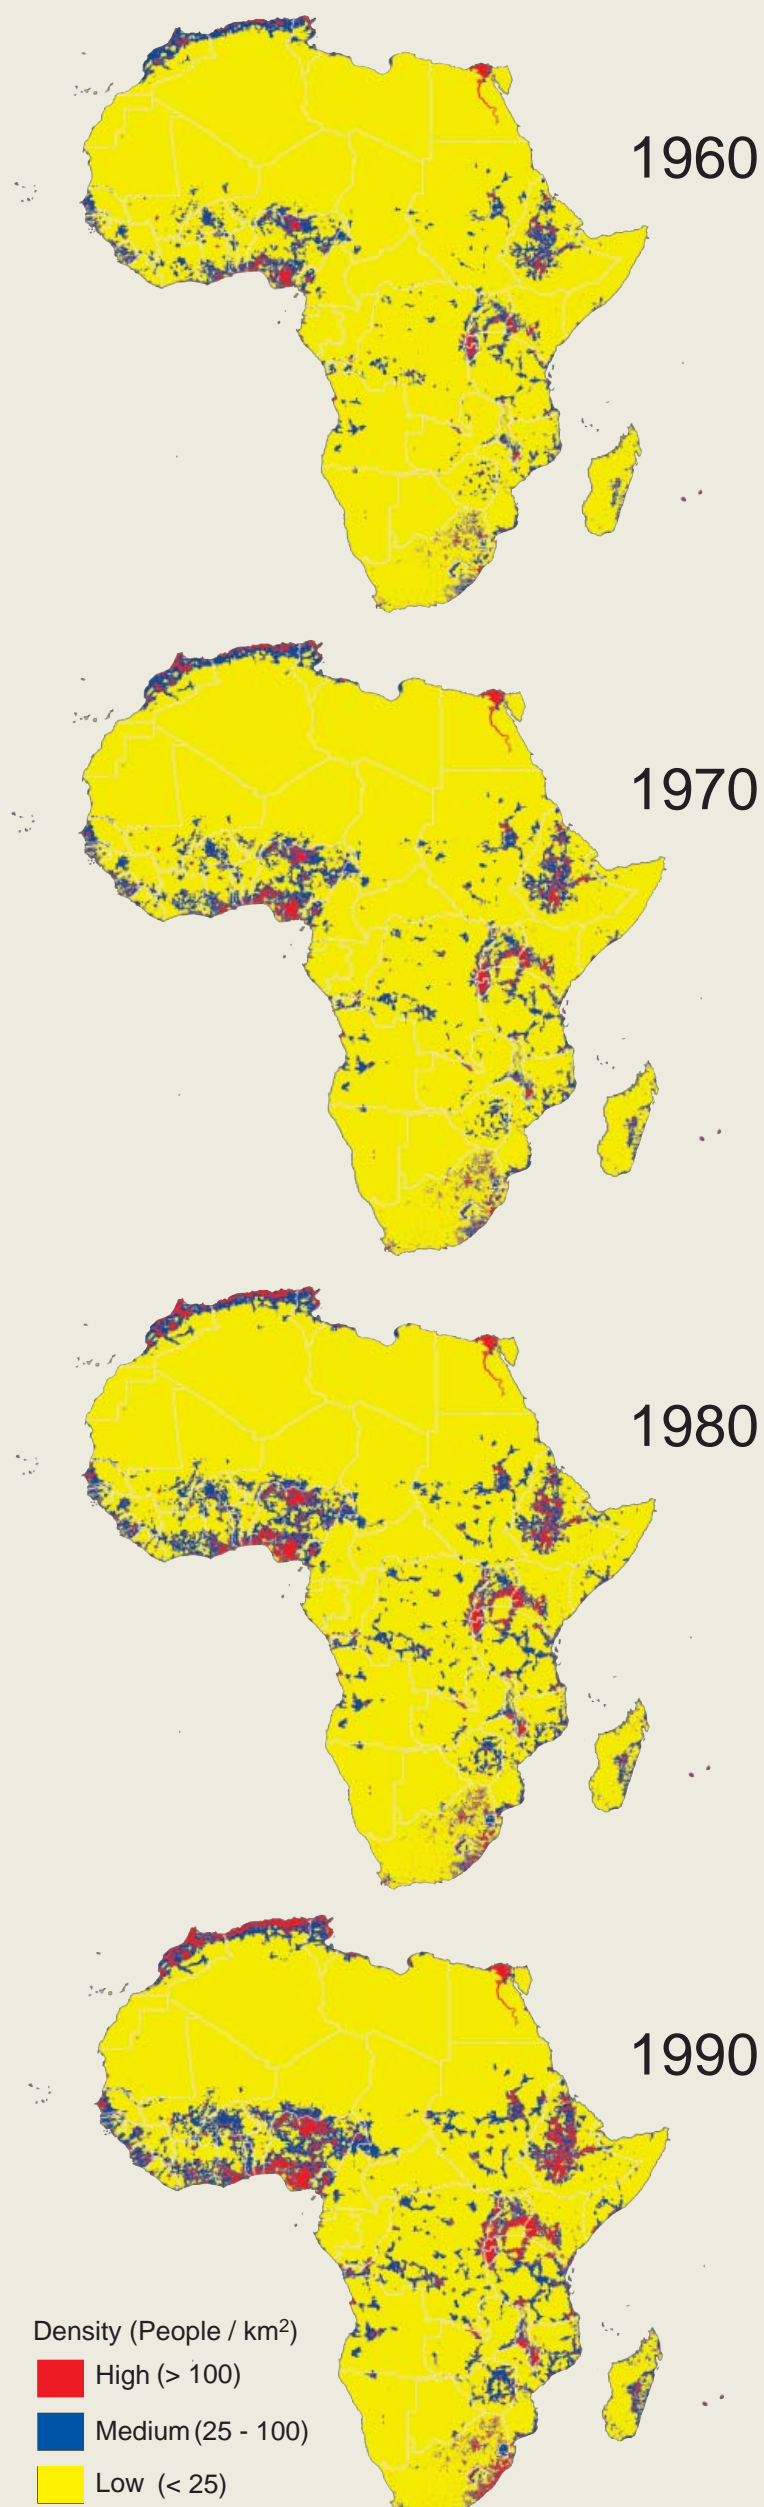 1960
1970
1980
1990
Density (People / km²)
High (> 100)
Medium (25 - 100)
Low (< 25)